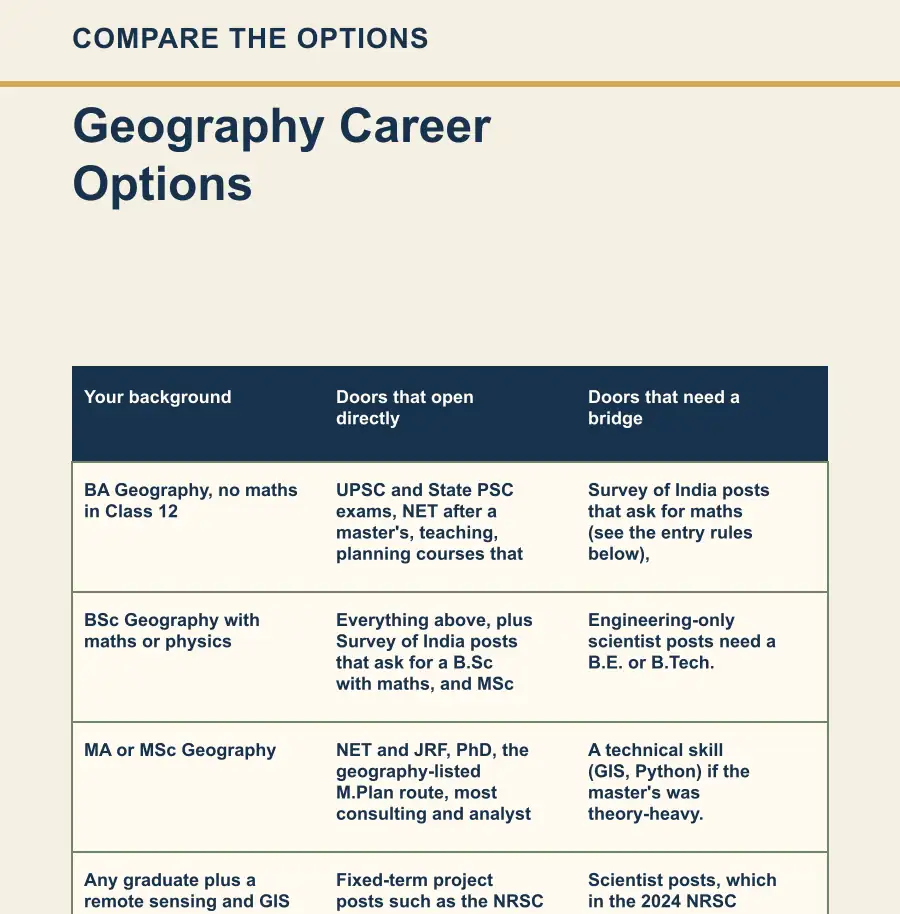 COMPARE THE OPTIONS
Geography Career
Options
Your background
Doors that open
directly
Doors that need a
bridge
BA Geography, no maths
in Class 12
UPSC and State PSC
exams, NET after a
master's, teaching,
planning courses that
Survey of India posts
that ask for maths
(see the entry rules
below),
BSc Geography with
maths or physics
Everything above, plus
Survey of India posts
that ask for a B.Sc
with maths, and MSc
Engineering-only
scientist posts need a
B.E. or B.Tech.
MA or MSc Geography
NET and JRF, PhD, the
geography-listed
M.Plan route, most
consulting and analyst
A technical skill
(GIS, Python) if the
master's was
theory-heavy.
Any graduate plus a
remote sensing and GIS
Fixed-term project
posts such as the NRSC
Scientist posts, which
in the 2024 NRSC